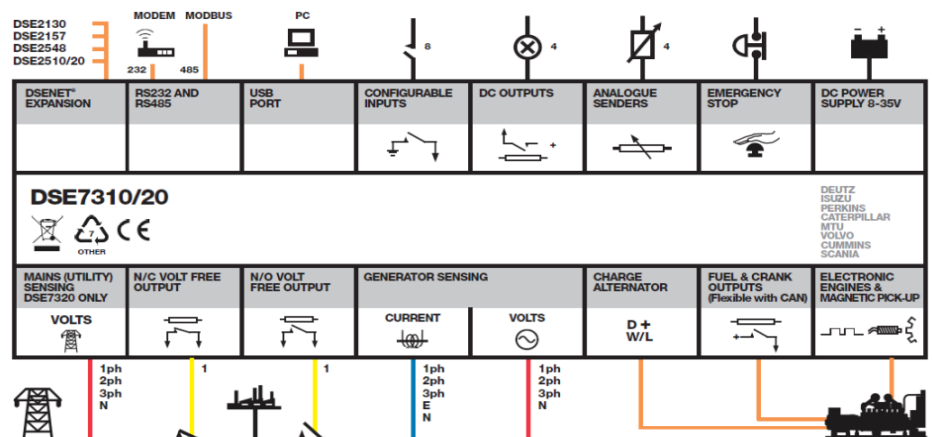 DSE2130
DSE2157
DSE2548
DSE2510/20
MODEM
MODBUS
PC
232
485
8
4
4
DSENET®
EXPANSION
RS232 AND
RS485
USB
PORT
CONFIGURABLE
INPUTS
DC OUTPUTS
ANALOGUE
SENDERS
EMERGENCY
STOP
DC POWER
SUPPLY 8-35V
+
- +
DSE7310/20
7
OTHER
CE
DEUTZ
ISUZU
PERKINS
CATERPILLAR
MTU
VOLVO
CUMMINS
SCANIA
MAINS (UTILITY)
SENSING
DSE7320 ONLY
N/C VOLT FREE
OUTPUT
N/O VOLT
FREE OUTPUT
GENERATOR SENSING
CHARGE
ALTERNATOR
FUEL & CRANK
OUTPUTS
(Flexible with CAN)
ELECTRONIC
ENGINES &
MAGNETIC PICK-UP
VOLTS
CURRENT
VOLTS
D+
W/L
+
1ph
2ph
3ph
N
1
1
1ph
2ph
3ph
E
N
1ph
2ph
3ph
N